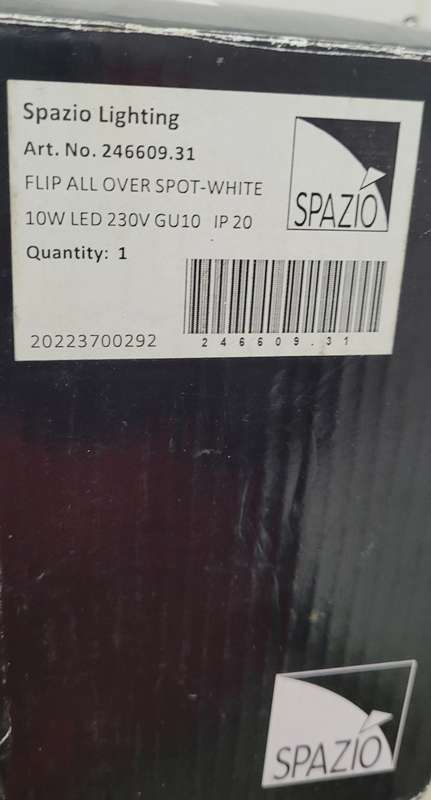 Spazio Lighting
Art. No. 246609.31
FLIP ALL OVER SPOT-WHITE
10W LED 230V GU10 IP 20
Quantity: 1
SPAZIO
246609.31
20223700292
SPAZIO